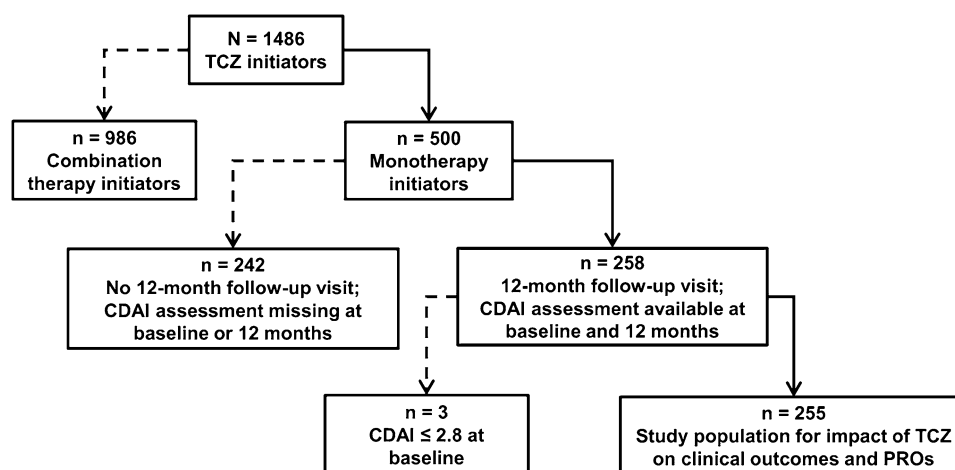 N = 1486
TCZ initiators
n = 986
Combination
therapy initiators
n = 500
Monotherapy
initiators
n = 242
No 12-month follow-up visit;
CDAI assessment missing at
baseline or 12 months
n = 258
12-month follow-up visit;
CDAI assessment available at
baseline and 12 months
n = 3
CDAI ≤ 2.8 at
baseline
n = 255
Study population for impact of TCZ
on clinical outcomes and PROs